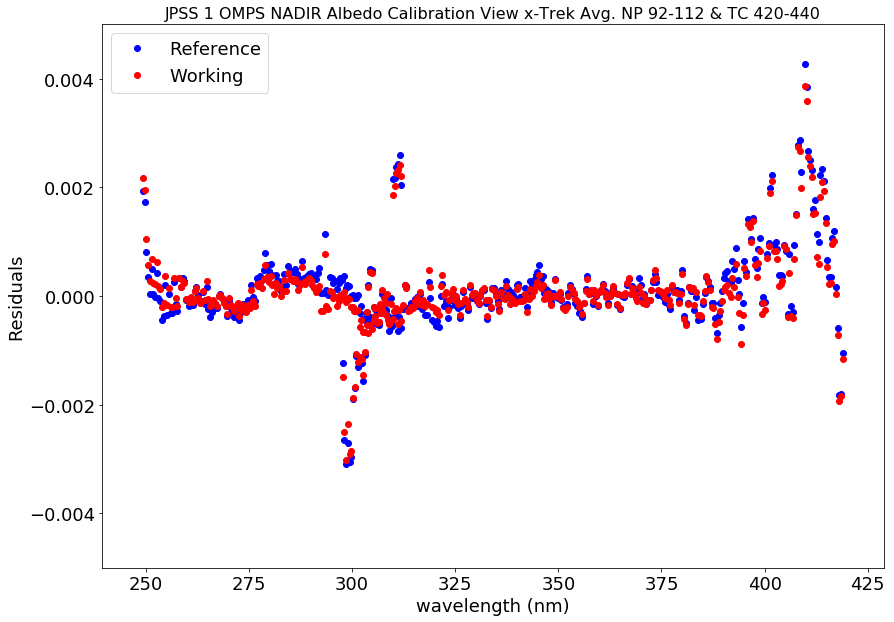 JPSS 1 OMPS NADIR Albedo Calibration View x-Trek Avg. NP 92-112 & TC 420-440
Reference
Working
0.004
0.002
0.000
−0.002
−0.004
Residuals
250
275
300
325
350
375
400
425
wavelength (nm)